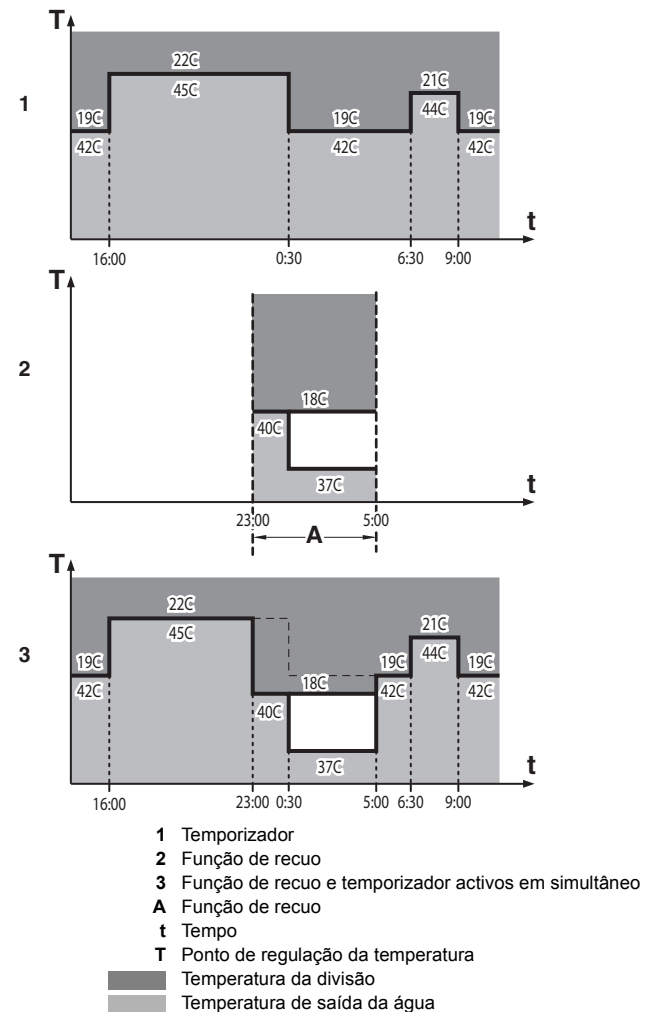 T
22C
45C
1
21C
44C
19C 19C 19C
42C 42C 42C
t
16:00 0:30 6:30 9:00
T
2
18C
40C
37C
t
23:00 5:00
A
T
22C
45C
3
21C
44C
19C 19C 19C
18C
42C 42C 42C
40C
37C
t
16:00 23:00 0:30 5:00 6:30 9:00
1 Temporizador
2 Função de recuo
3 Função de recuo e temporizador activos em simultâneo
A Função de recuo
t Tempo
T Ponto de regulação da temperatura
Temperatura da divisão
Temperatura de saída da água